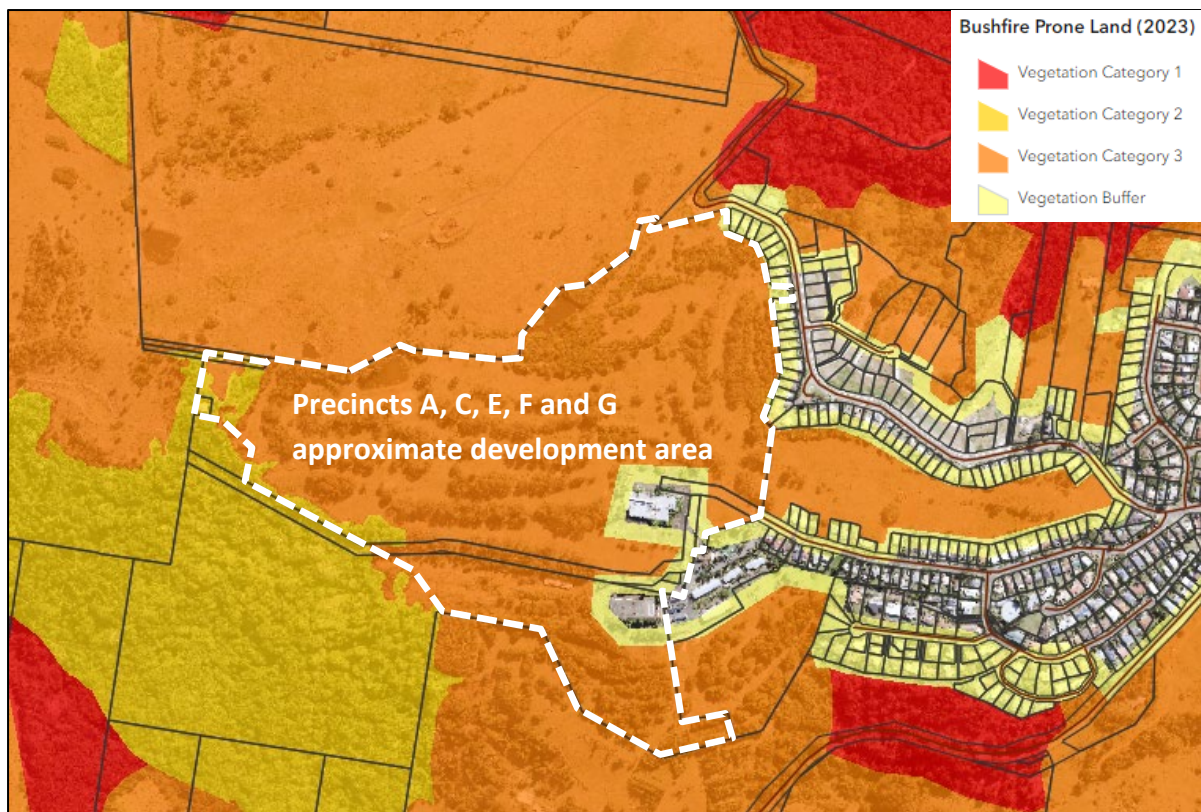 Bushfire Prone Land (2023)
Vegetation Category 1
Vegetation Category 2
Vegetation Category 3
Vegetation Buffer
Precincts A, C, E, F and G
approximate development area